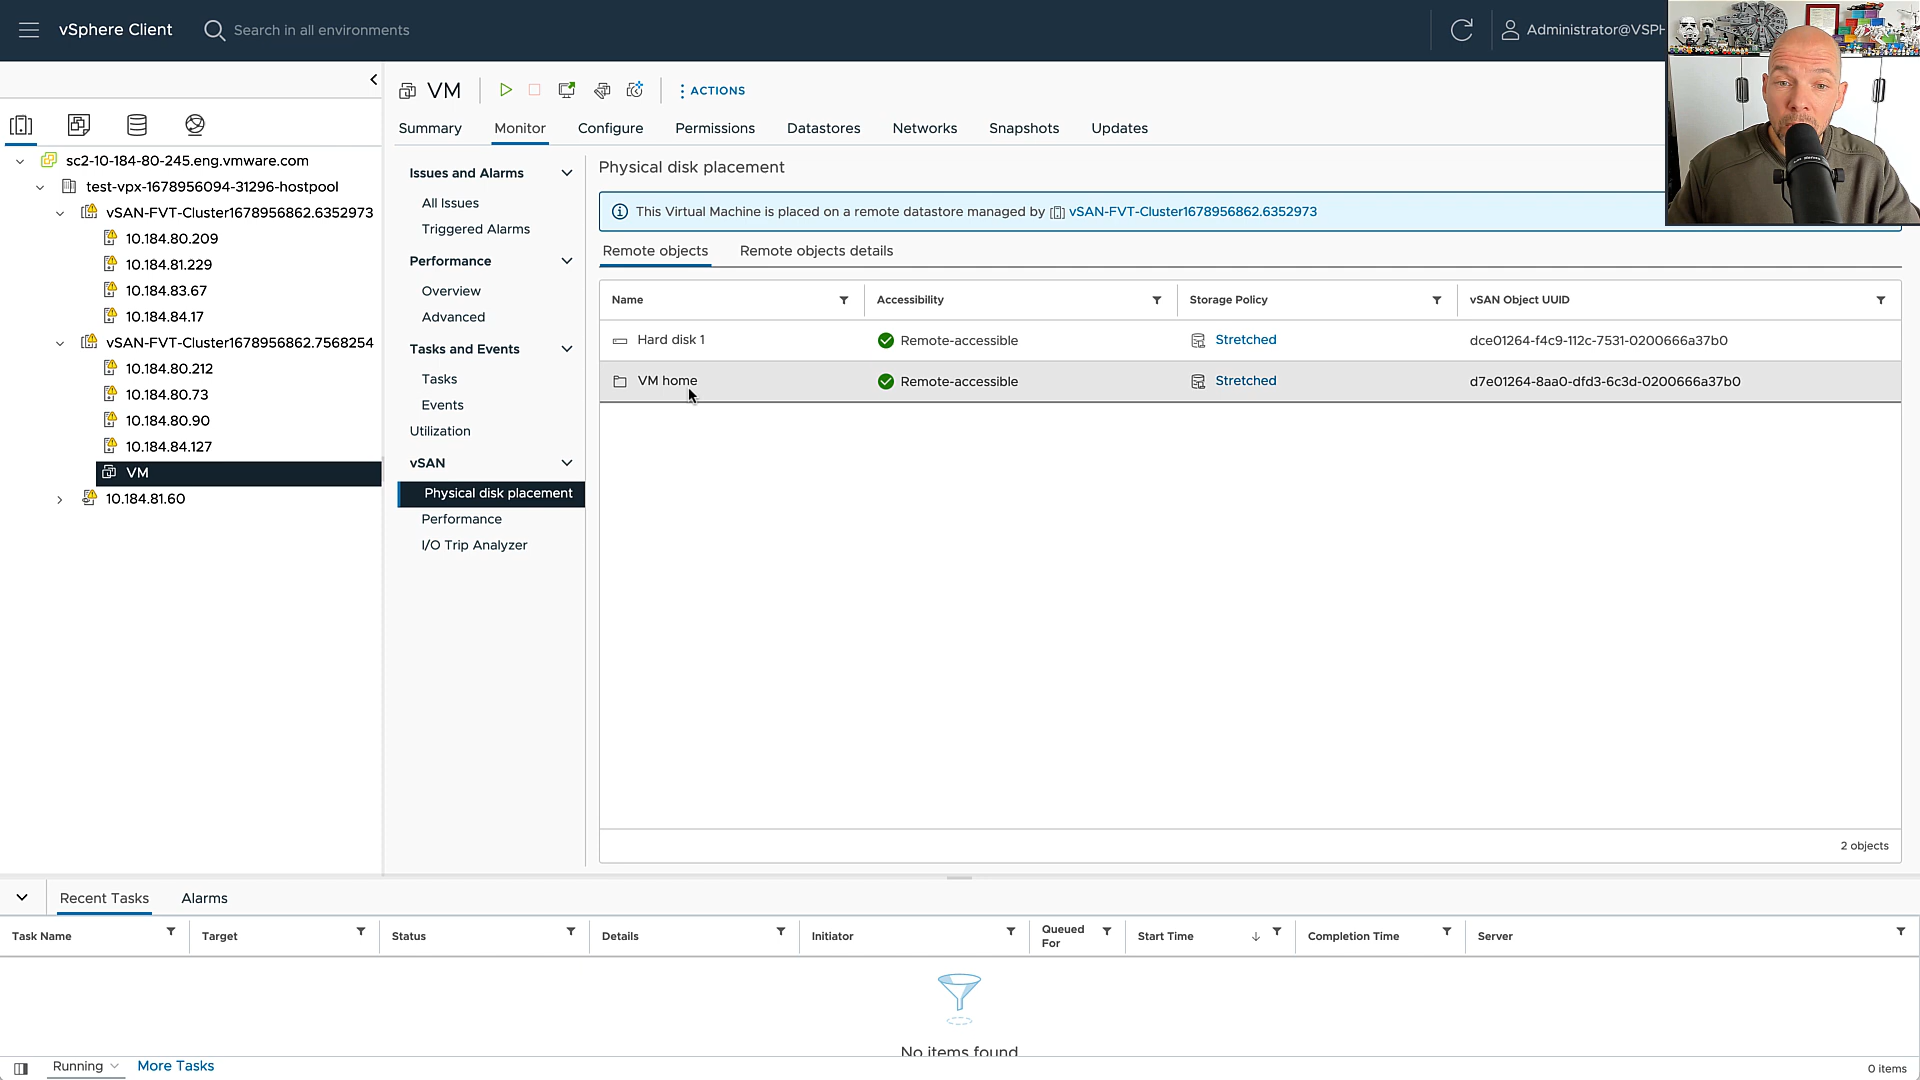 vSphere Client
Search in all environments
Administrator@VSPH
sc2-10-184-80-245.eng.vmware.com
test-vpx-1678956094-31296-hostpool
vSAN-FVT-Cluster1678956862.6352973
10.184.80.209
10.184.81.229
10.184.83.67
10.184.84.17
vSAN-FVT-Cluster1678956862.7568254
10.184.80.212
10.184.80.73
10.184.80.90
10.184.84.127
VM
10.184.81.60
VM
ACTIONS
Summary Monitor Configure Permissions Datastores Networks Snapshots Updates
Issues and Alarms
All Issues
Triggered Alarms
Performance
Overview
Advanced
Tasks and Events
Tasks
Events
Utilization
vSAN
Physical disk placement
Performance
I/O Trip Analyzer
Physical disk placement
This Virtual Machine is placed on a remote datastore managed by vSAN-FVT-Cluster1678956862.6352973
Remote objects Remote objects details
Name Accessibility Storage Policy vSAN Object UUID
Hard disk 1 Remote-accessible Stretched dce01264-f4c9-112c-7531-0200666a37b0
VM home Remote-accessible Stretched d7e01264-8aa0-dfd3-6c3d-0200666a37b0
2 objects
Recent Tasks Alarms
Task Name Target Status Details Initiator Queued For Start Time Completion Time Server
No items found
Running More Tasks
0 items